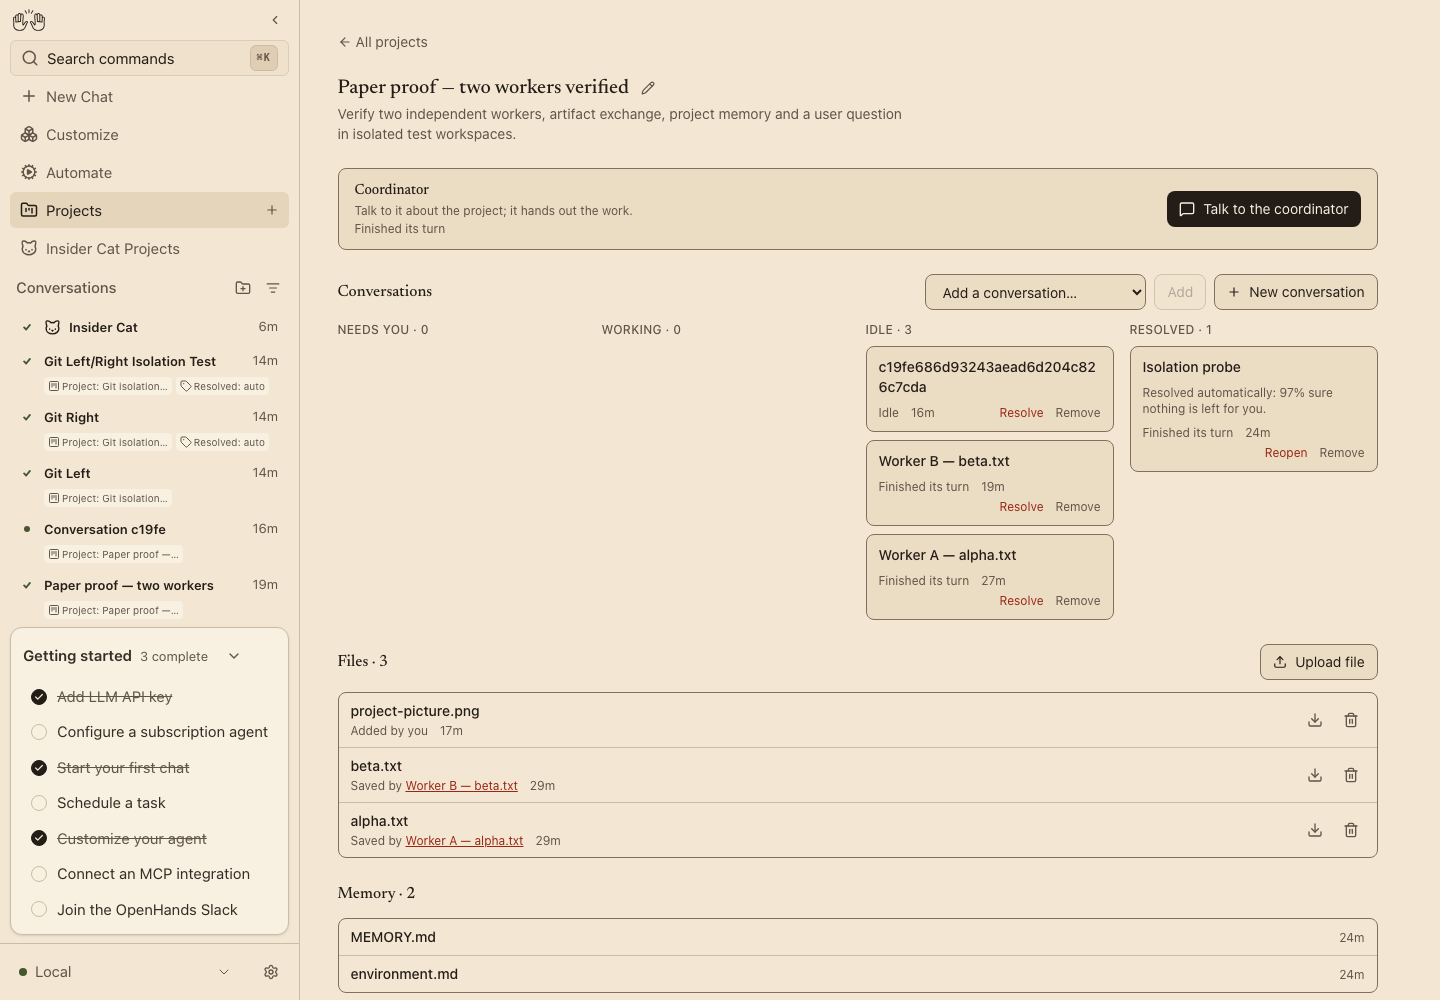 Search commands
⌘K
New Chat
Customize
Automate
Projects
Insider Cat Projects
Conversations
Insider Cat 6m
Git Left/Right Isolation Test 14m
Project: Git isolation... Resolved: auto
Git Right 14m
Project: Git isolation... Resolved: auto
Git Left 14m
Project: Git isolation...
Conversation c19fe 16m
Project: Paper proof —...
Paper proof — two workers 19m
Project: Paper proof —...
Getting started 3 complete
Add LLM API key
Configure a subscription agent
Start your first chat
Schedule a task
Customize your agent
Connect an MCP integration
Join the OpenHands Slack
Local
All projects
Paper proof — two workers verified
Verify two independent workers, artifact exchange, project memory and a user question
in isolated test workspaces.
Coordinator
Talk to it about the project; it hands out the work.
Finished its turn
Talk to the coordinator
Conversations
Add a conversation...
Add
New conversation
NEEDS YOU · 0
WORKING · 0
IDLE · 3
c19fe686d93243aead6d204c82
6c7cda
Idle 16m Resolve Remove
Worker B — beta.txt
Finished its turn 19m
Resolve Remove
Worker A — alpha.txt
Finished its turn 27m
Resolve Remove
RESOLVED · 1
Isolation probe
Resolved automatically: 97% sure
nothing is left for you.
Finished its turn 24m
Reopen Remove
Files · 3
Upload file
project-picture.png
Added by you 17m
beta.txt
Saved by Worker B — beta.txt 29m
alpha.txt
Saved by Worker A — alpha.txt 29m
Memory · 2
MEMORY.md 24m
environment.md 24m